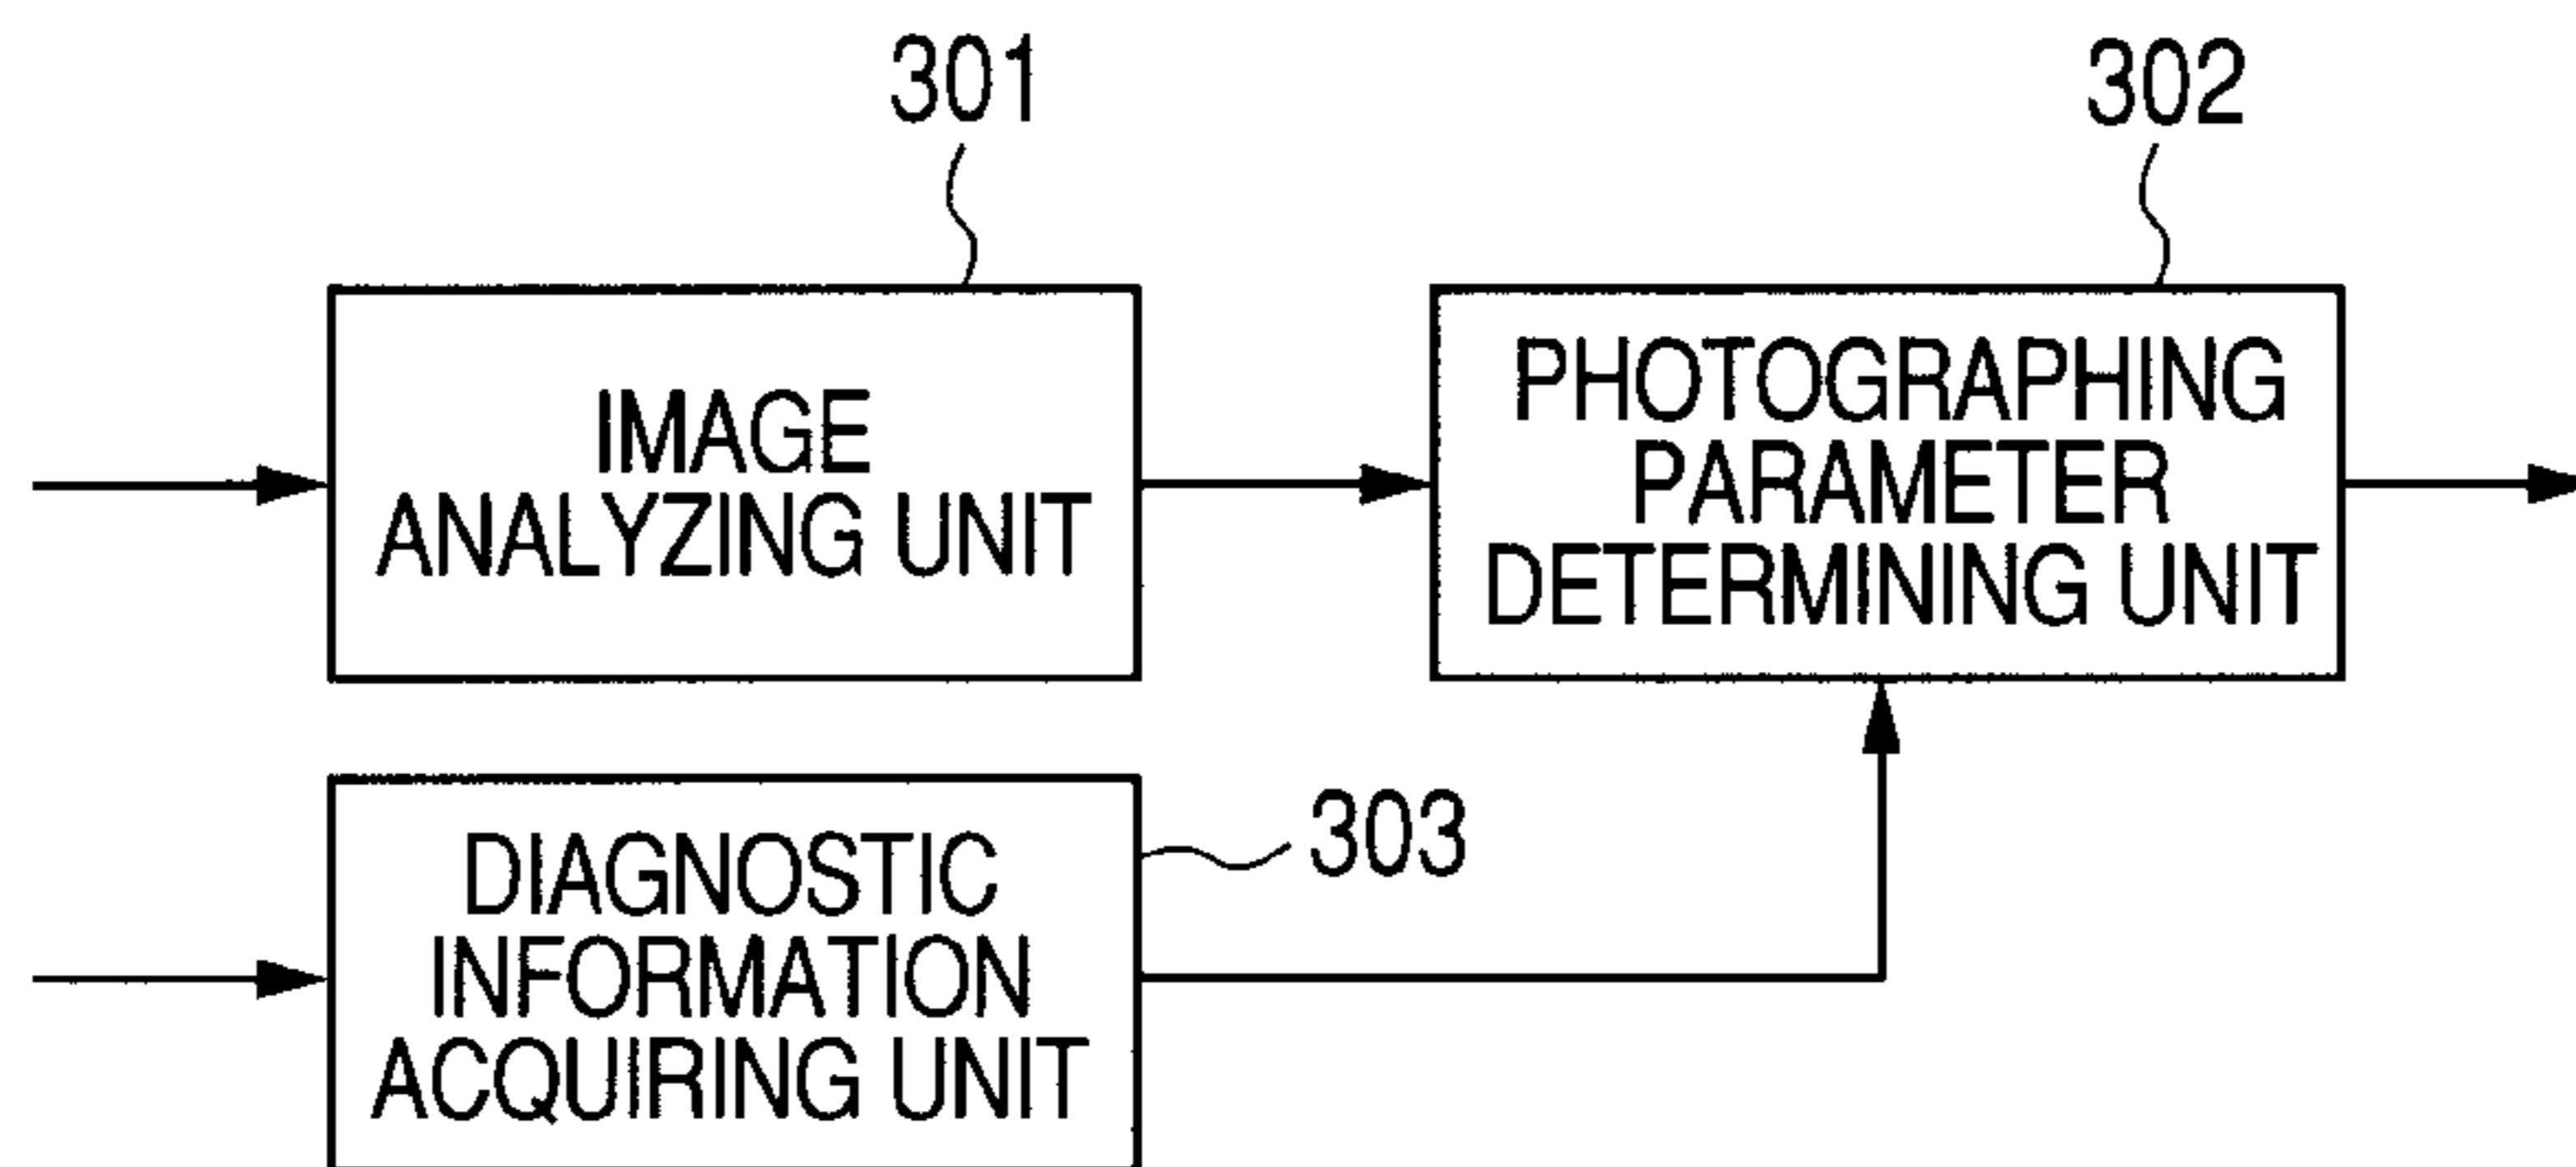 301
302
IMAGE
ANALYZING UNIT
PHOTOGRAPHING
PARAMETER
DETERMINING UNIT
303
DIAGNOSTIC
INFORMATION
ACQUIRING UNIT